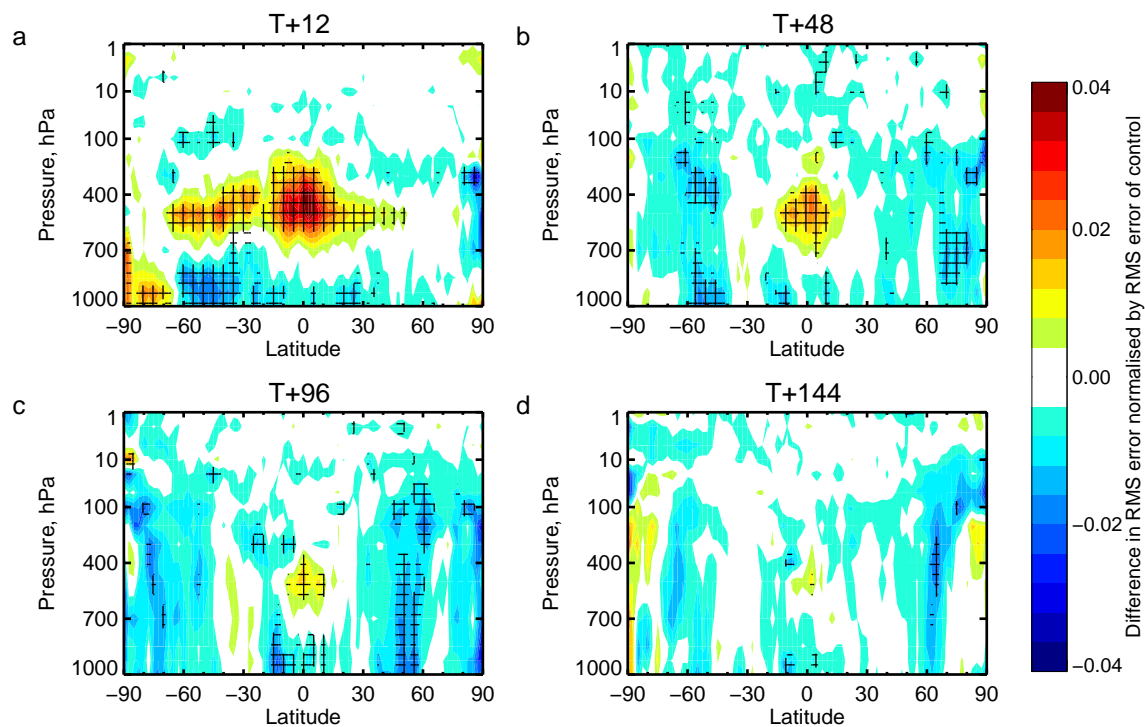 a
T+12
1
10
100
400
700
1000
Pressure, hPa
−90 −60 −30 0 30 60 90
Latitude
b
T+48
1
10
100
400
700
1000
Pressure, hPa
−90 −60 −30 0 30 60 90
Latitude
c
T+96
1
10
100
400
700
1000
Pressure, hPa
−90 −60 −30 0 30 60 90
Latitude
d
T+144
1
10
100
400
700
1000
Pressure, hPa
−90 −60 −30 0 30 60 90
Latitude
0.04
0.02
0.00
−0.02
−0.04
Difference in RMS error normalised by RMS error of control